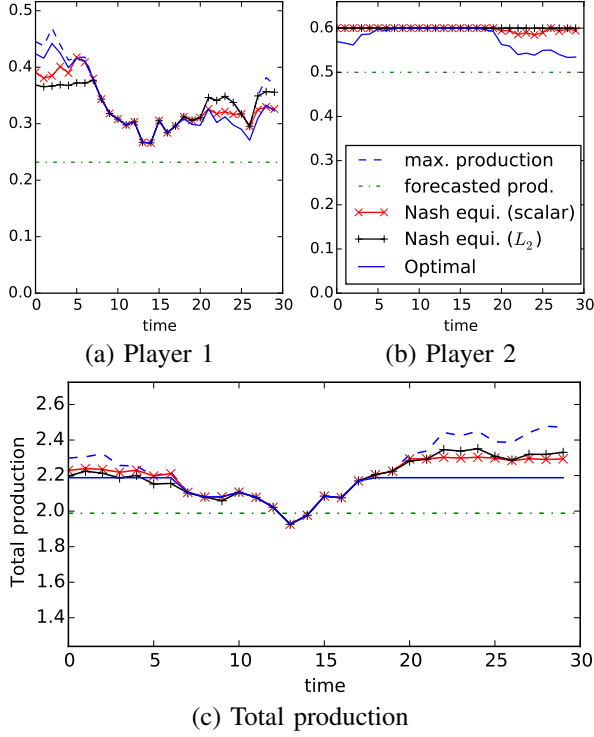 0.5
0.4
0.3
0.2
0.1
0.0
0 5 10 15 20 25 30
time
(a) Player 1
0.6
0.5
0.4
0.3
0.2
0.1
0.0
max. production
forecasted prod.
Nash equi. (scalar)
Nash equi. (L₂)
Optimal
0 5 10 15 20 25 30
time
(b) Player 2
2.6
2.4
2.2
2.0
1.8
1.6
1.4
Total production
0 5 10 15 20 25 30
time
(c) Total production